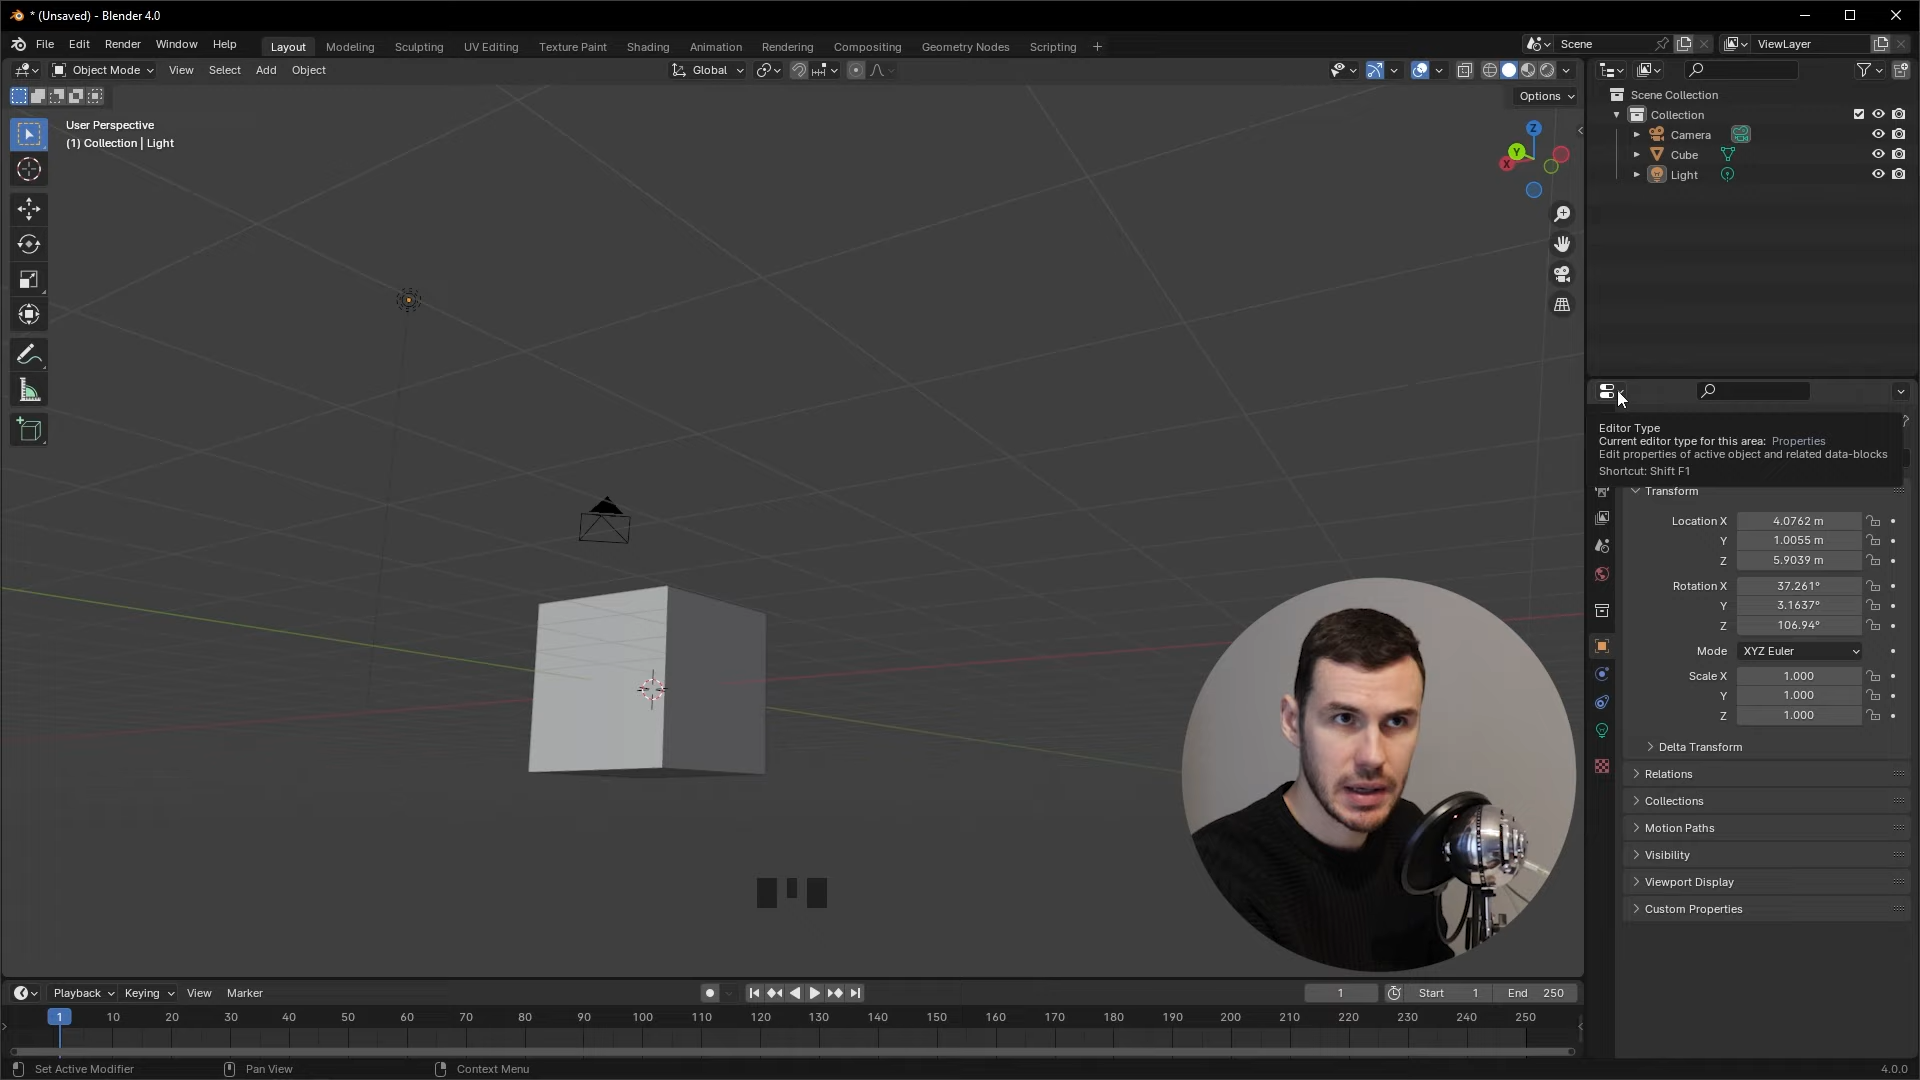 * (Unsaved) - Blender 4.0
File Edit Render Window Help
Layout Modeling Sculpting UV Editing Texture Paint Shading Animation Rendering Compositing Geometry Nodes Scripting +
Scene
ViewLayer
Object Mode View Select Add Object
Global
Options
User Perspective
(1) Collection | Light
Z
Y
X
Scene Collection
Collection
Camera
Cube
Light
Editor Type
Current editor type for this area: Properties
Edit properties of active object and related data-blocks
Shortcut: Shift F1
Transform
Location X 4.0762 m
Y 1.0055 m
Z 5.9039 m
Rotation X 37.261°
Y 3.1637°
Z 106.94°
Mode XYZ Euler
Scale X 1.000
Y 1.000
Z 1.000
Delta Transform
Relations
Collections
Motion Paths
Visibility
Viewport Display
Custom Properties
Playback Keying View Marker
1 Start 1 End 250
1 10 20 30 40 50 60 70 80 90 100 110 120 130 140 150 160 170 180 190 200 210 220 230 240 250
Set Active Modifier Pan View Context Menu 4.0.0